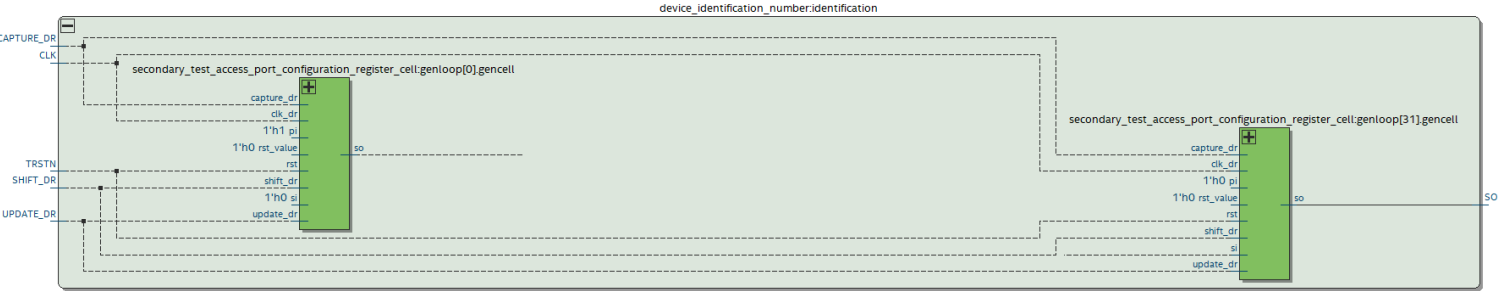 device_identification_number:identification
CAPTURE_DR
CLK
secondary_test_access_port_configuration_register_cell:genloop[0].gencell
capture_dr
clk_dr
1'h1 pi
1'h0 rst_value
so
rst
shift_dr
1'h0 si
update_dr
TRSTN
SHIFT_DR
UPDATE_DR
secondary_test_access_port_configuration_register_cell:genloop[31].gencell
capture_dr
clk_dr
1'h0 pi
1'h0 rst_value
so
rst
shift_dr
si
update_dr
SO